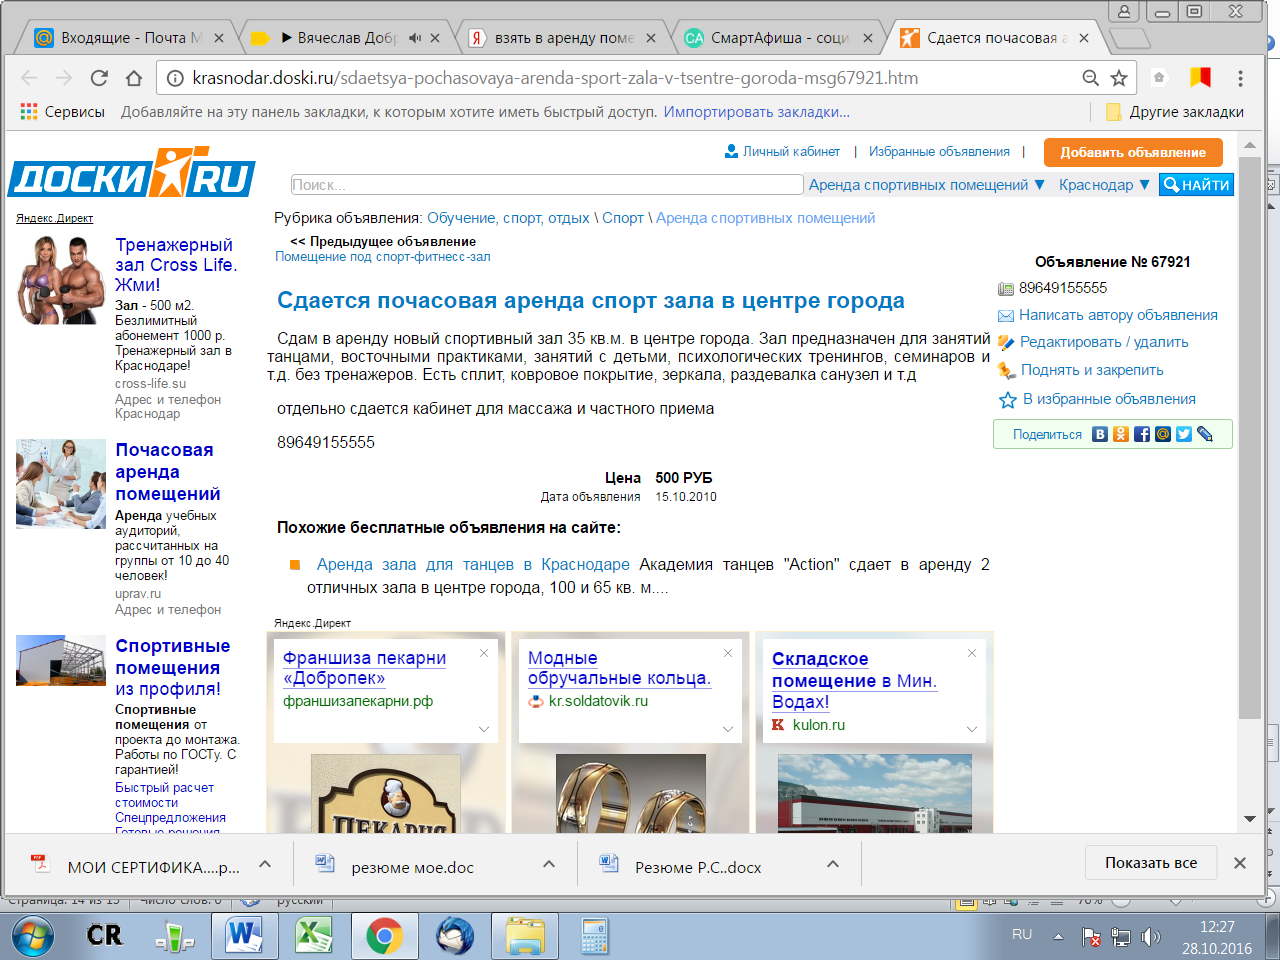 Входящие - Почта М
Вячеслав Добр
взять в аренду поме
СмартАфиша - соци
Сдается почасовая а
krasnodar.doski.ru/sdaetsya-pochasovaya-arenda-sport-zala-v-tsentre-goroda-msg67921.htm
Сервисы
Добавляйте на эту панель закладки, к которым хотите иметь быстрый доступ. Импортировать закладки...
Другие закладки
ДОСКИ RU
Личный кабинет | Избранные объявления |
Добавить объявление
Поиск...
Аренда спортивных помещений ▼
Краснодар ▼
НАЙТИ
Яндекс.Директ
Тренажерный
зал Cross Life.
Жми!
Зал - 500 м2.
Безлимитный
абонемент 1000 р.
Тренажерный зал в
Краснодаре!
cross-life.su
Адрес и телефон
Краснодар
Почасовая
аренда
помещений
Аренда учебных
аудиторий,
рассчитанных на
группы от 10 до 40
человек!
uprav.ru
Адрес и телефон
Спортивные
помещения
из профиля!
Спортивные
помещения от
проекта до монтажа.
Работы по ГОСТу. С
гарантией!
Быстрый расчет
стоимости
Спецпредложения
Готовые решения
Рубрика объявления: Обучение, спорт, отдых \ Спорт \ Аренда спортивных помещений
<< Предыдущее объявление
Помещение под спорт-фитнесс-зал
Сдается почасовая аренда спорт зала в центре города
Сдам в аренду новый спортивный зал 35 кв.м. в центре города. Зал предназначен для занятий
танцами, восточными практиками, занятий с детьми, психологических тренингов, семинаров и
т.д. без тренажеров. Есть сплит, ковровое покрытие, зеркала, раздевалка санузел и т.д
отдельно сдается кабинет для массажа и частного приема
89649155555
Цена 500 РУБ
Дата объявления 15.10.2010
Похожие бесплатные объявления на сайте:
Аренда зала для танцев в Краснодаре Академия танцев "Action" сдает в аренду 2
отличных зала в центре города, 100 и 65 кв. м....
Яндекс.Директ
Франшиза пекарни
«Добропек»
франшизапекарни.рф
ПЕКАРНЯ
Модные
обручальные кольца.
kr.soldatovik.ru
Складское
помещение в Мин.
Водах!
kulon.ru
Объявление № 67921
89649155555
Написать автору объявления
Редактировать / удалить
Поднять и закрепить
В избранные объявления
Поделиться
МОИ СЕРТИФИКА....p...
резюме мое.doc
Резюме Р.С..docx
Показать все
Страница: 14 из 15
Число слов: 0
русский
70%
CR
RU
12:27
28.10.2016